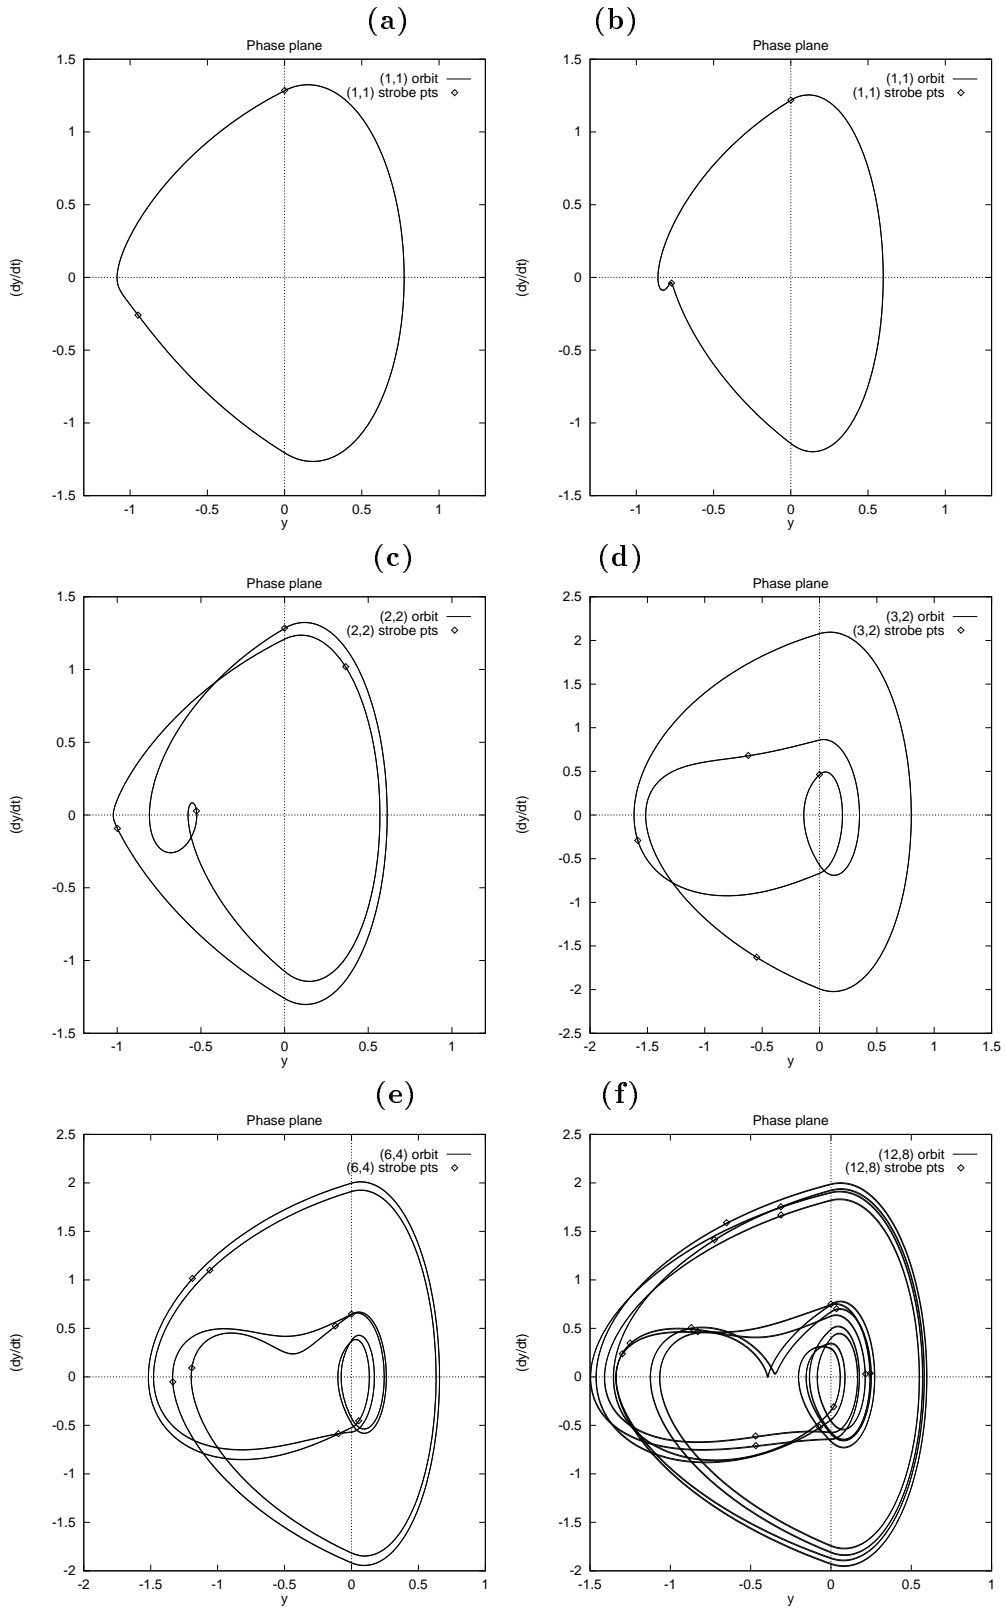 (a)
Phase plane
1.5
(1,1) orbit
(1,1) strobe pts
1
0.5
0
(dy/dt)
-0.5
-1
-1.5
-1 -0.5 0 0.5 1
y
(b)
Phase plane
1.5
(1,1) orbit
(1,1) strobe pts
1
0.5
0
(dy/dt)
-0.5
-1
-1.5
-1 -0.5 0 0.5 1
y
(c)
Phase plane
1.5
(2,2) orbit
(2,2) strobe pts
1
0.5
0
(dy/dt)
-0.5
-1
-1.5
-1 -0.5 0 0.5 1
y
(d)
Phase plane
2.5
(3,2) orbit
(3,2) strobe pts
2
1.5
1
0.5
0
(dy/dt)
-0.5
-1
-1.5
-2
-2.5
-2 -1.5 -1 -0.5 0 0.5 1 1.5
y
(e)
Phase plane
2.5
(6,4) orbit
(6,4) strobe pts
2
1.5
1
0.5
0
(dy/dt)
-0.5
-1
-1.5
-2
-2 -1.5 -1 -0.5 0 0.5 1
y
(f)
Phase plane
2.5
(12,8) orbit
(12,8) strobe pts
2
1.5
1
0.5
0
(dy/dt)
-0.5
-1
-1.5
-2
-1.5 -1 -0.5 0 0.5 1
y